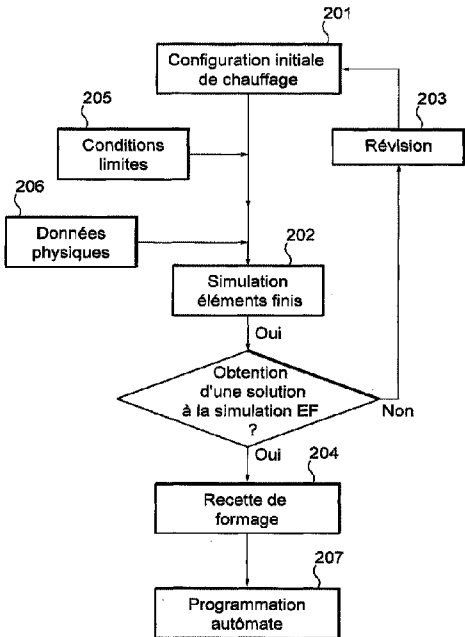 201
Configuration initiale
de chauffage
205
Conditions
limites
203
Révision
206
Données
physiques
202
Simulation
éléments finis
Oui
Obtention
d'une solution
à la simulation EF
?
Non
Oui
204
Recette de
formage
207
Programmation
autômate